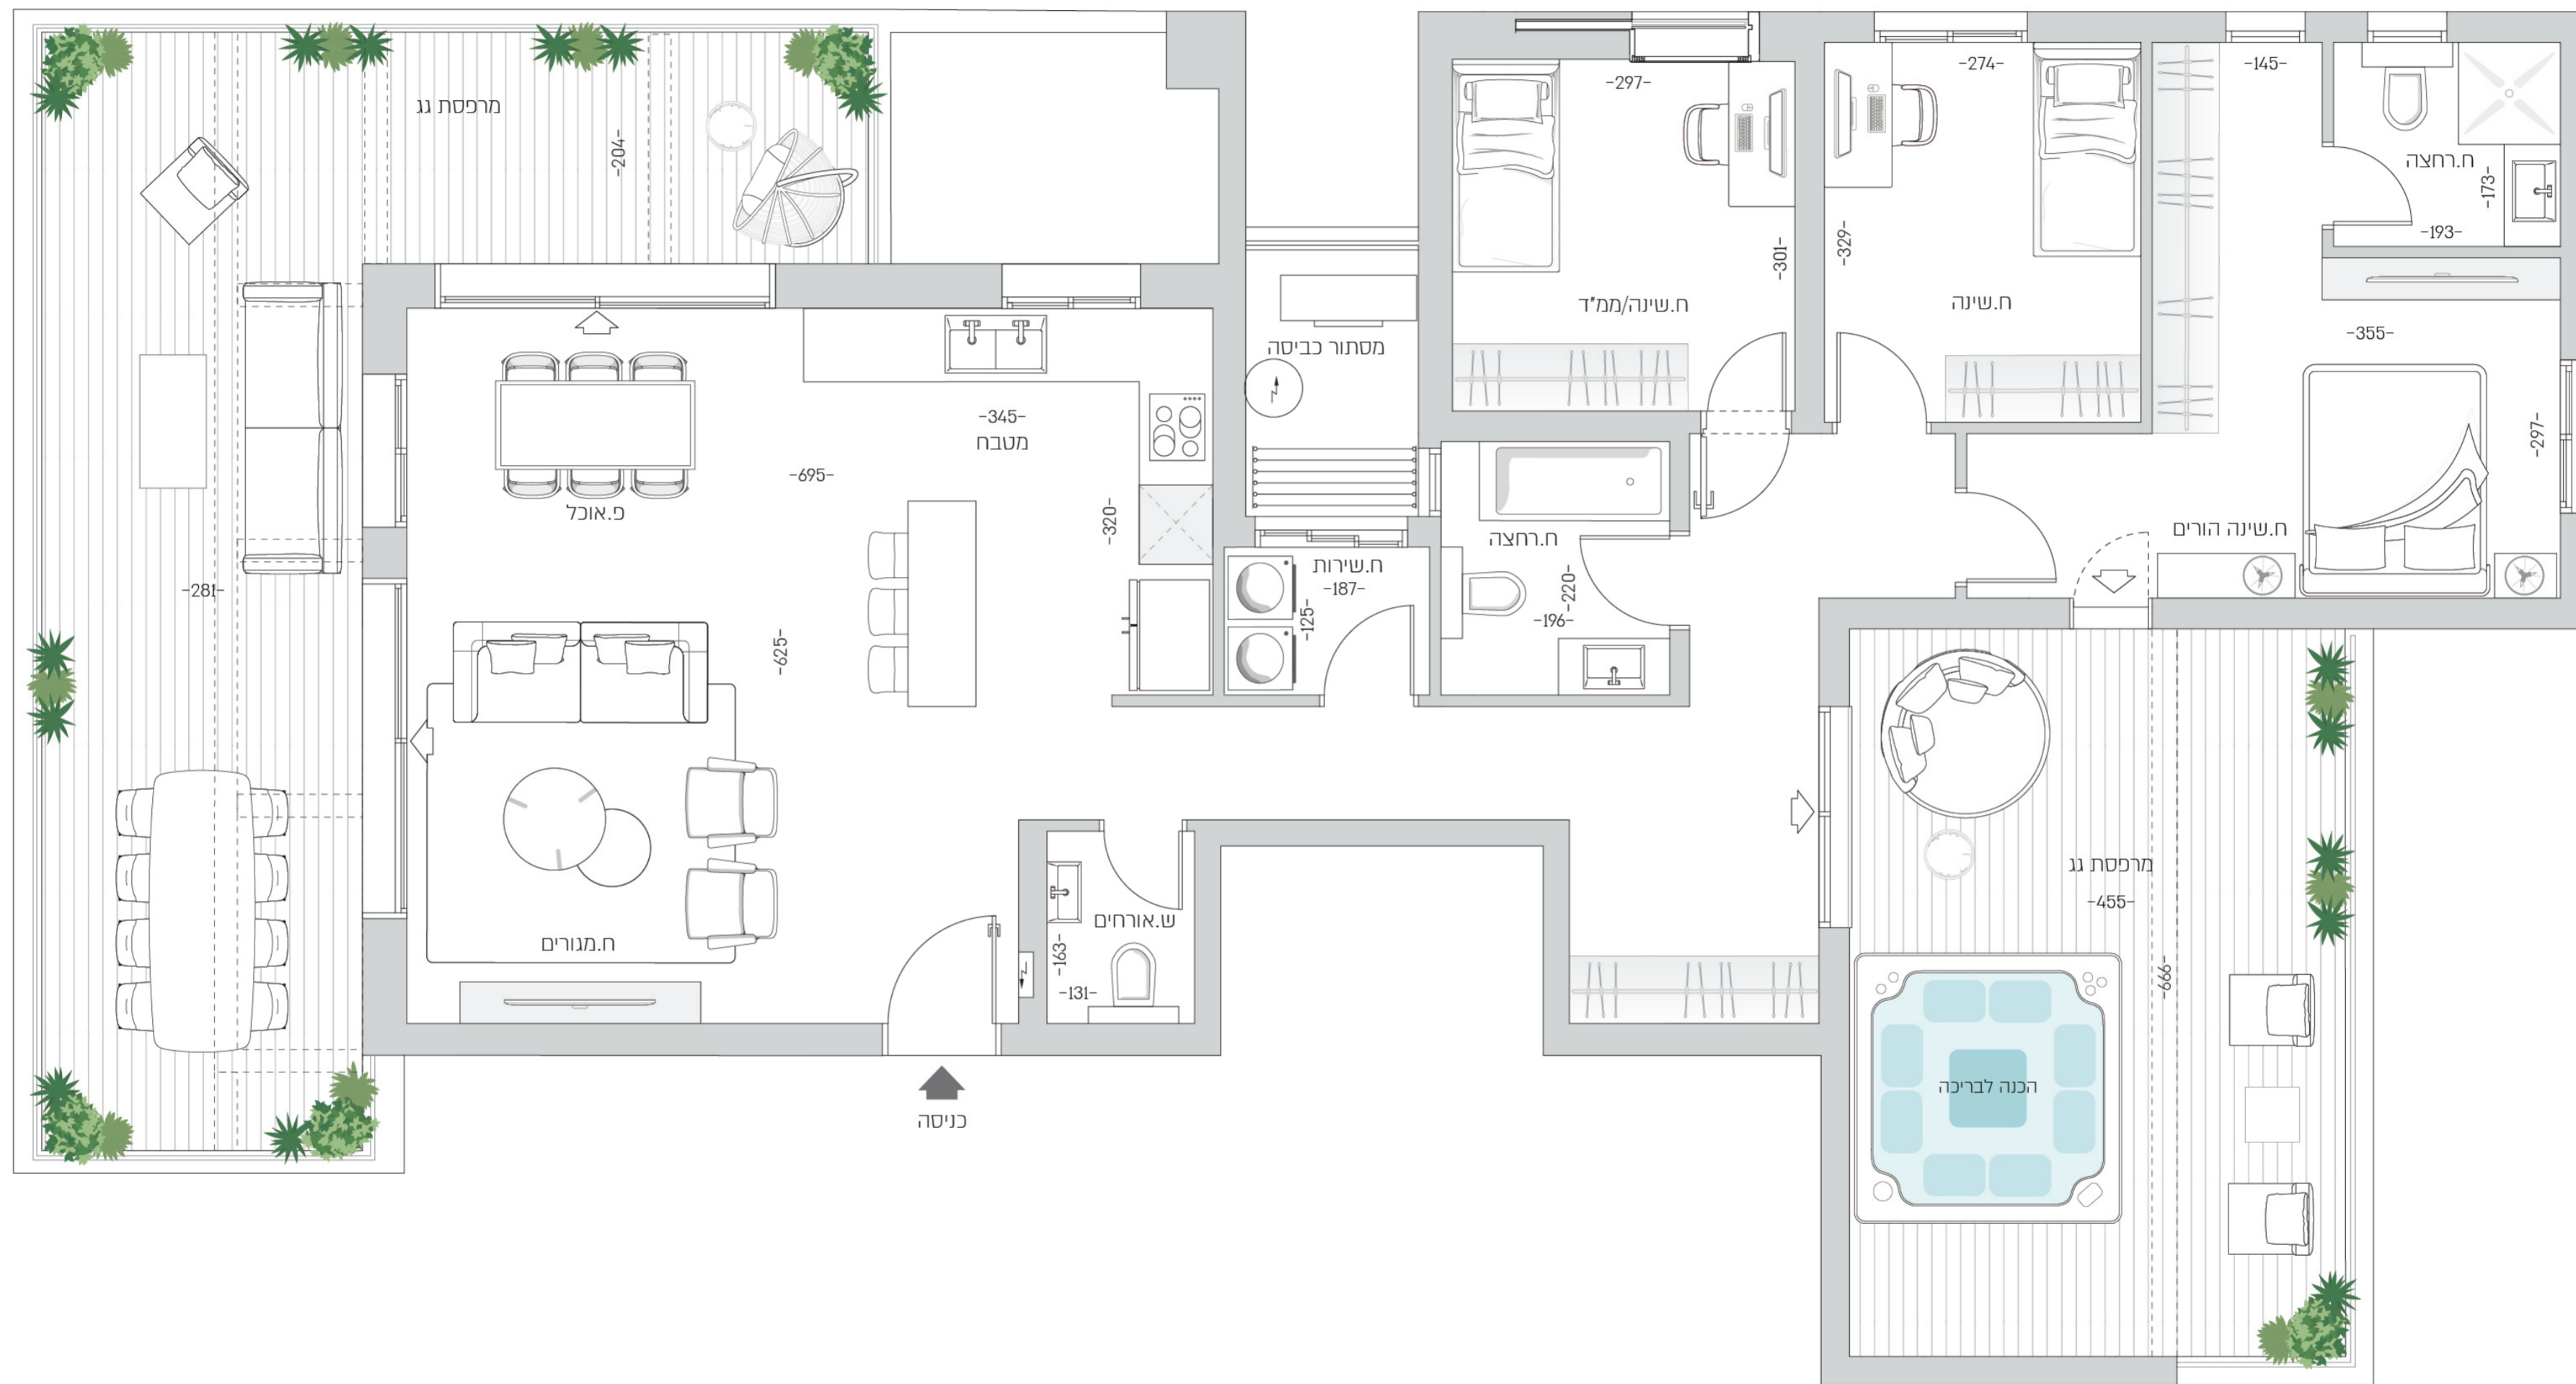 מרפסת גג
-204-
-281-
-297-
-301-
ח.שינה/ממ"ד
-274-
-329-
ח.שינה
-145-
ח.רחצה
-173-
-193-
-355-
-297-
ח.שינה הורים
מסתור כביסה
-345-
מטבח
-695-
-320-
פ.אוכל
-625-
ח.שירות
-187-
-125-
ח.רחצה
-220-
-196-
ח.מגורים
ש.אורחים
-163-
-131-
כניסה
מרפסת גג
-455-
-666-
הכנה לבריכה